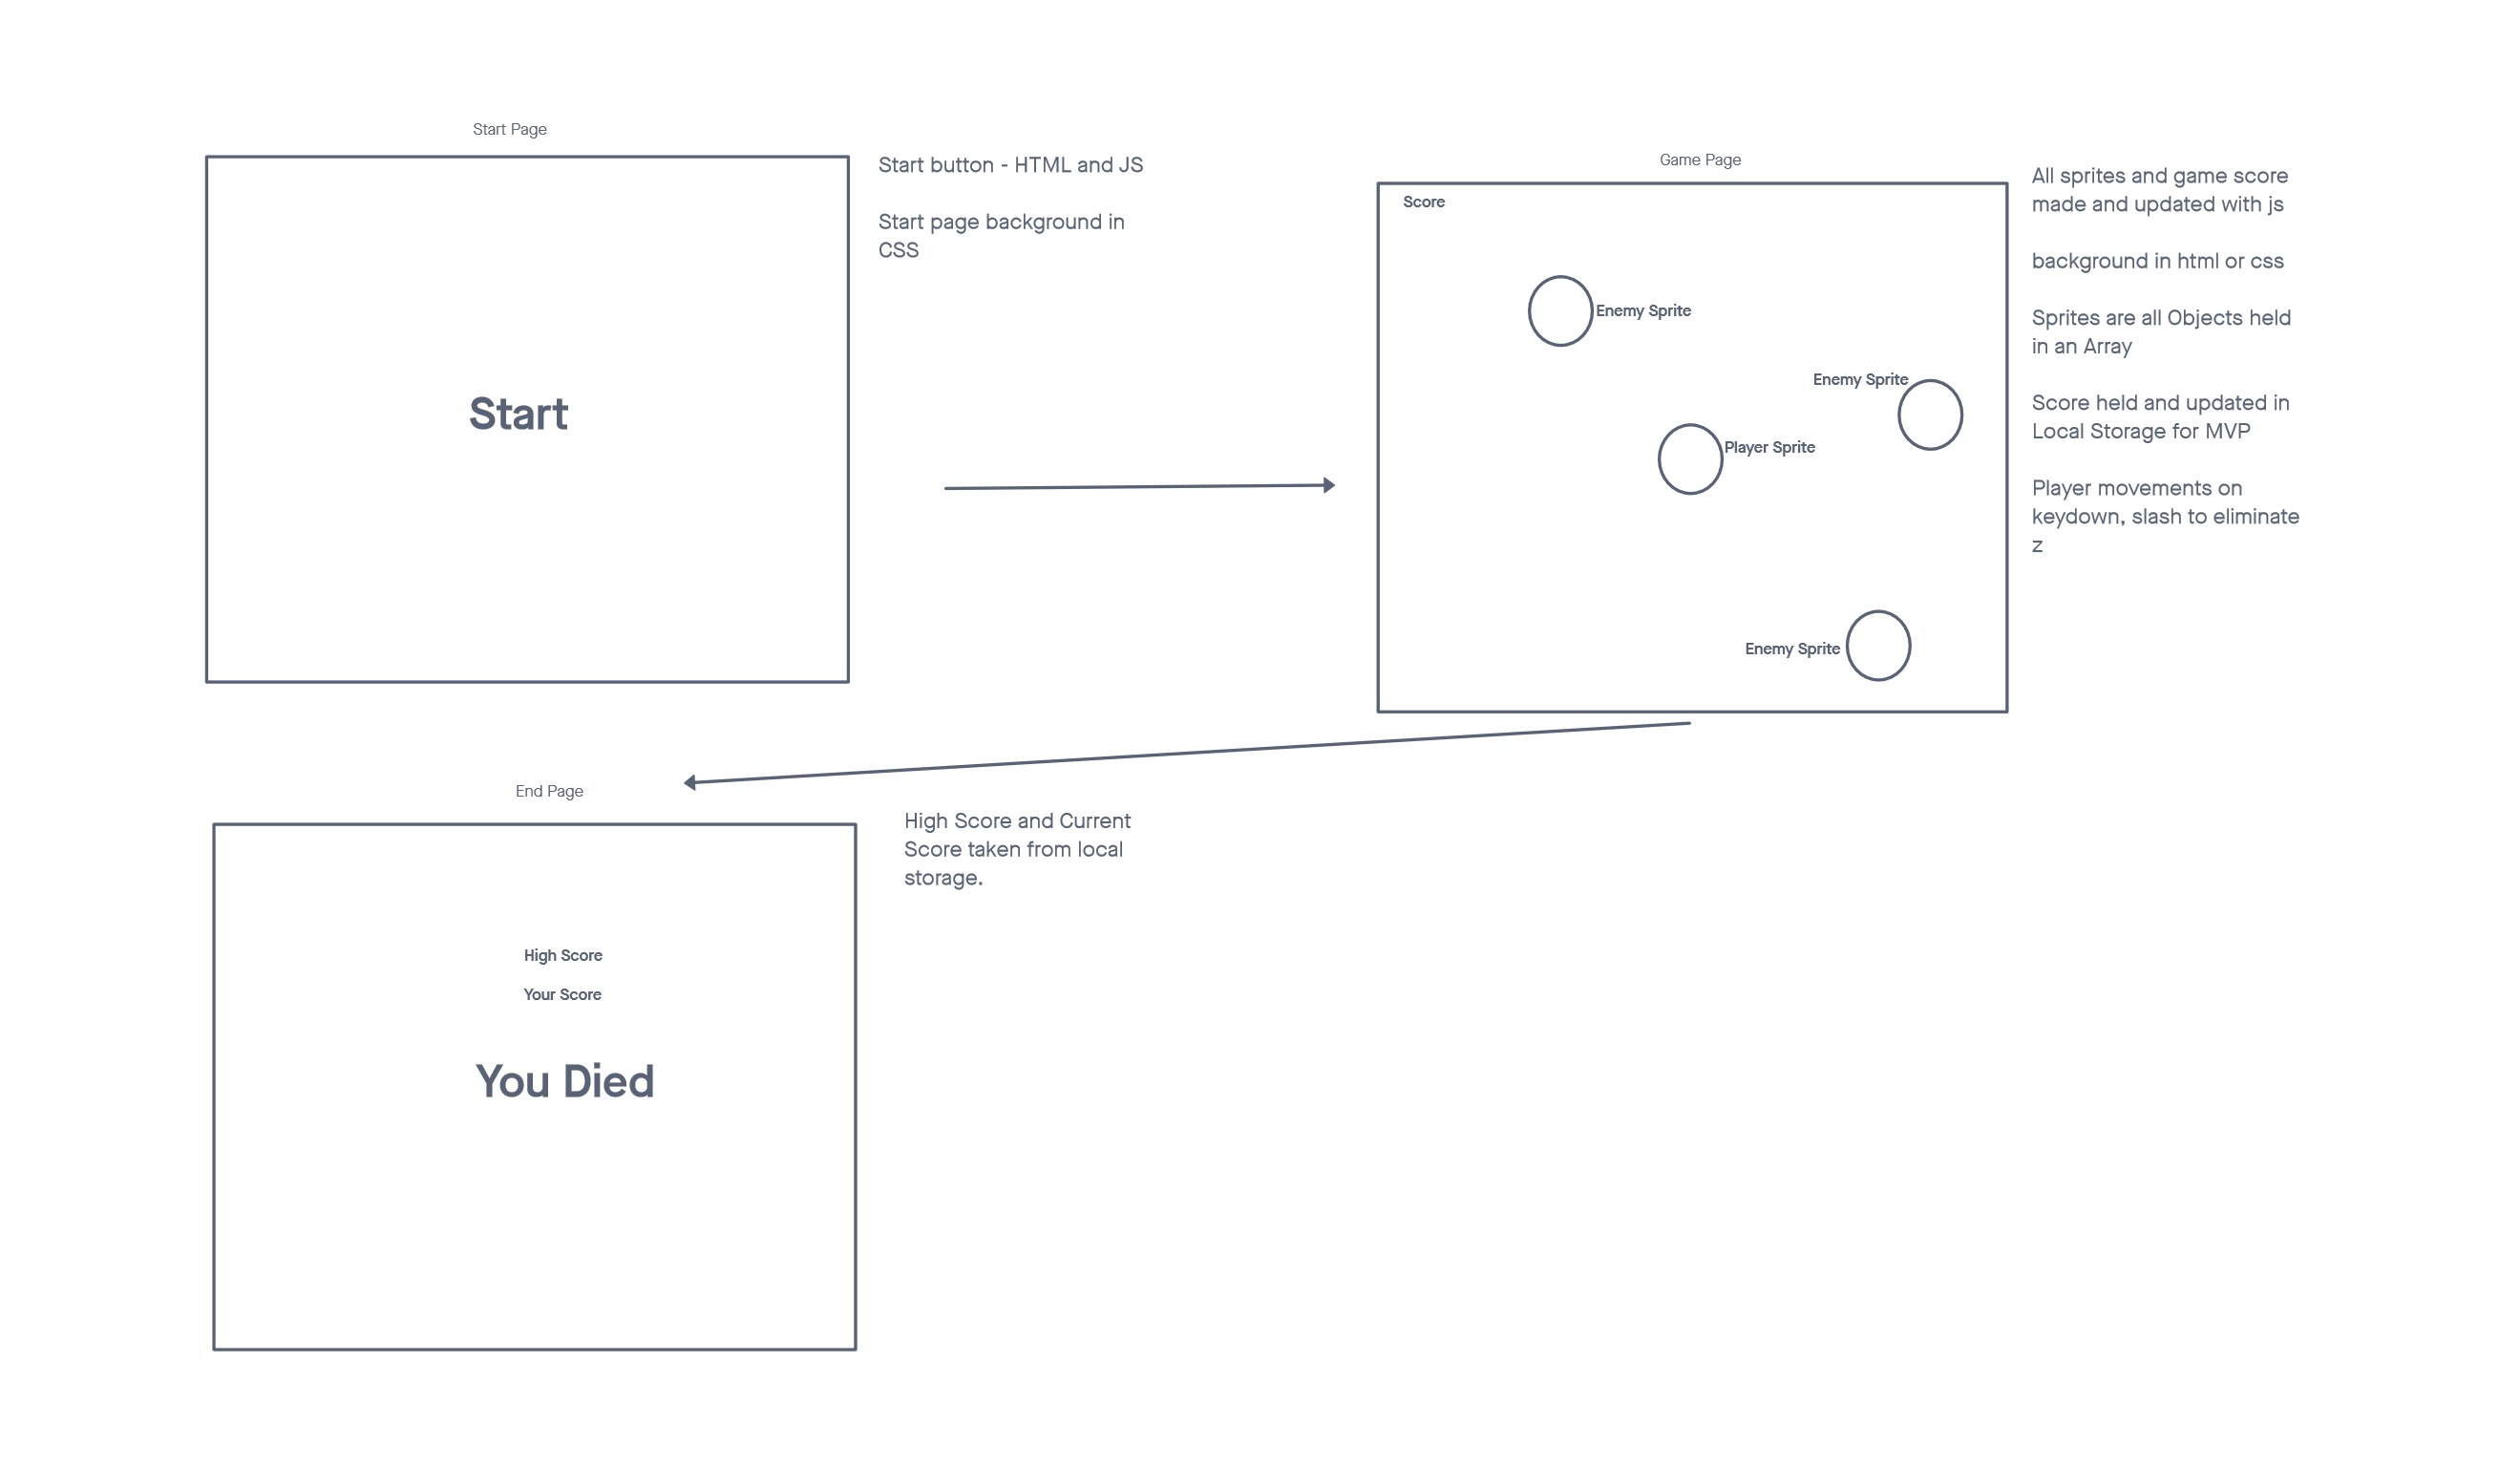 Start Page
Start
Start button - HTML and JS
Start page background in
CSS
Game Page
Score
Enemy Sprite
Enemy Sprite
Player Sprite
Enemy Sprite
All sprites and game score
made and updated with js
background in html or css
Sprites are all Objects held
in an Array
Score held and updated in
Local Storage for MVP
Player movements on
keydown, slash to eliminate
z
End Page
High Score
Your Score
You Died
High Score and Current
Score taken from local
storage.